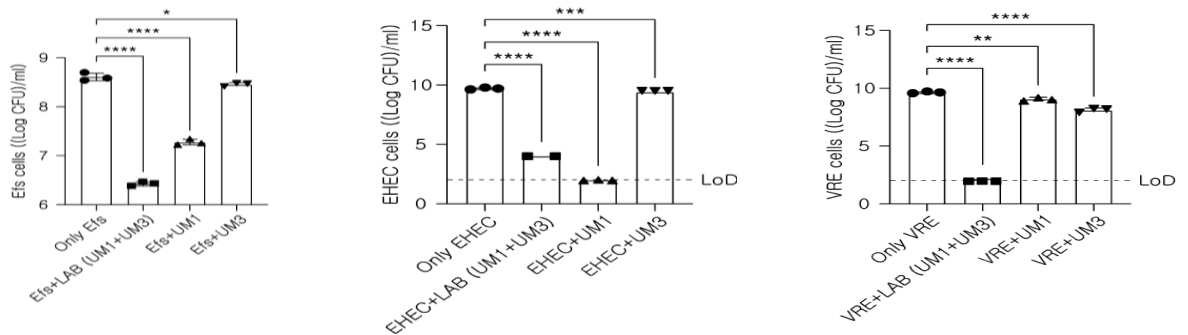 *
****
****
9
8
7
6
Efs cells ((Log CFU)/ml)
Only Efs
Efs+LAB (UM1+UM3)
Efs+UM1
Efs+UM3
***
****
****
15
10
5
0
EHEC cells ((Log CFU)/ml)
LoD
Only EHEC
EHEC+LAB (UM1+UM3)
EHEC+UM1
EHEC+UM3
****
**
****
15
10
5
0
VRE cells ((Log CFU)/ml)
LoD
Only VRE
VRE+LAB (UM1+UM3)
VRE+UM1
VRE+UM3